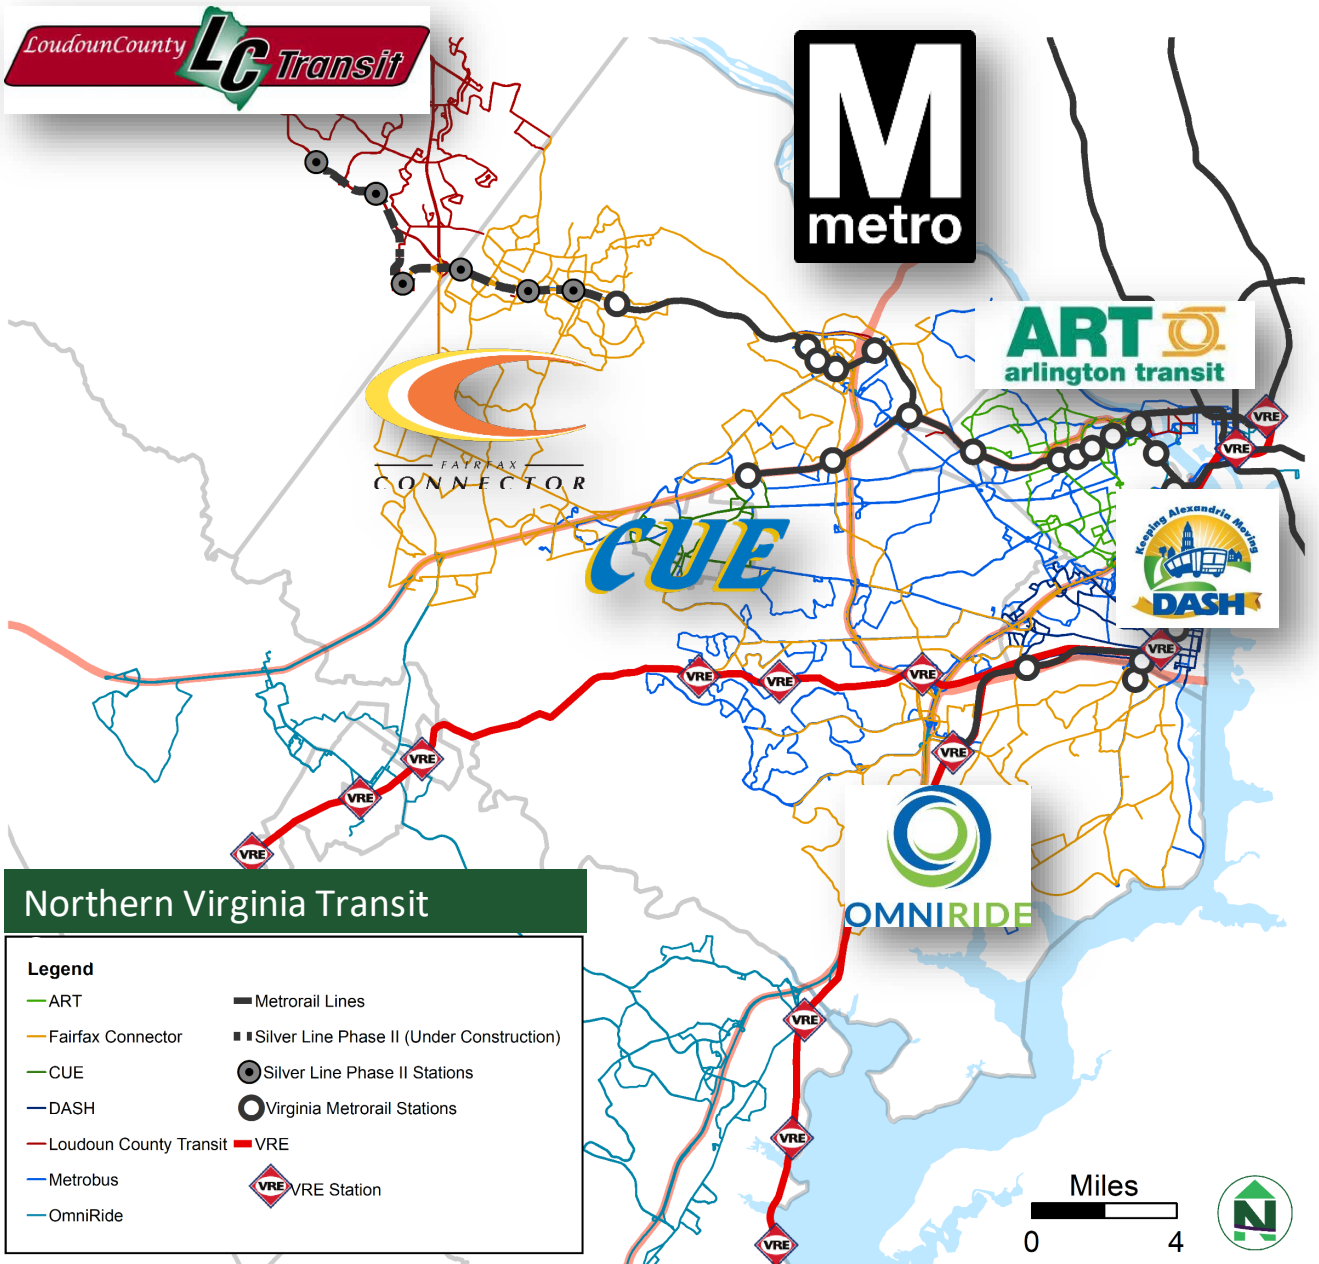 LoudounCounty LC Transit
M
metro
ART
arlington transit
VRE
VRE
FAIRFAX
CONNECTOR
CUE
Keeping Alexandria Moving
DASH
VRE
VRE
VRE
VRE
VRE
VRE
VRE
VRE
OMNIRIDE
Northern Virginia Transit
Legend
ART
Fairfax Connector
CUE
DASH
Loudoun County Transit
Metrobus
OmniRide
Metrorail Lines
Silver Line Phase II (Under Construction)
Silver Line Phase II Stations
Virginia Metrorail Stations
VRE
VRE VRE Station
VRE
VRE
VRE
Miles
0 4
N